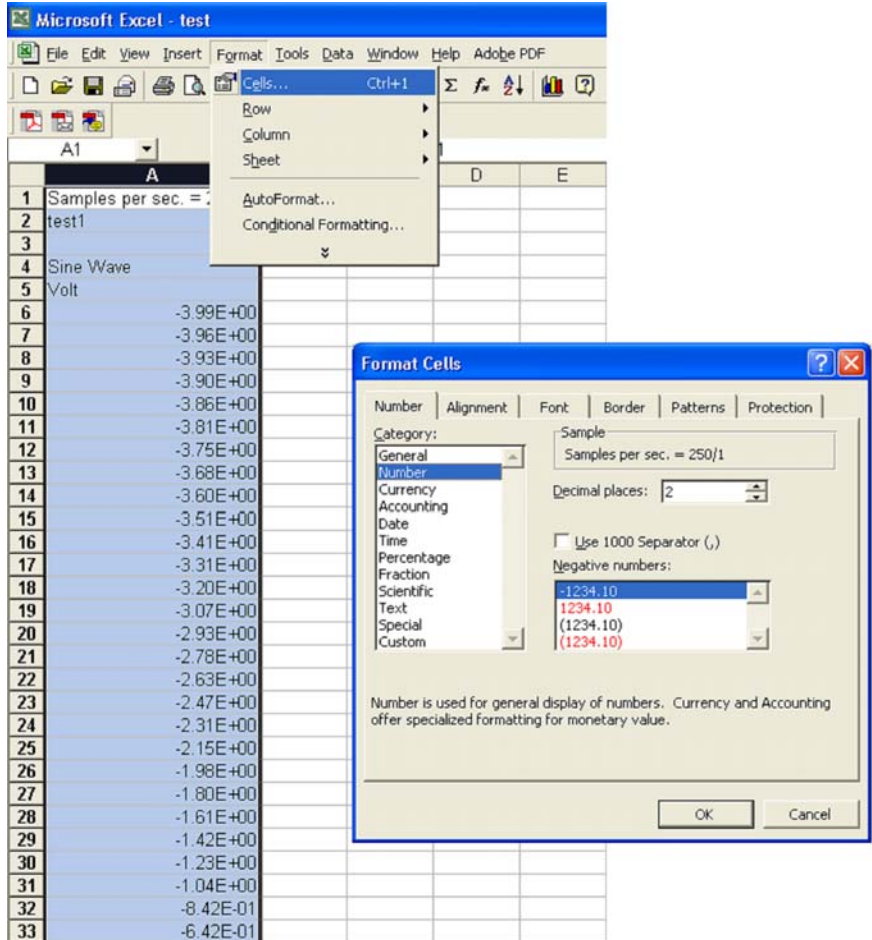 Microsoft Excel - test
File Edit View Insert Format Tools Data Window Help Adobe PDF
Cells... Ctrl+1
Row
Column
Sheet
AutoFormat...
Conditional Formatting...
A1
A D E
1 Samples per sec. =
2 test1
3
4 Sine Wave
5 Volt
6 -3.99E+00
7 -3.96E+00
8 -3.93E+00
9 -3.90E+00
10 -3.86E+00
11 -3.81E+00
12 -3.75E+00
13 -3.68E+00
14 -3.60E+00
15 -3.51E+00
16 -3.41E+00
17 -3.31E+00
18 -3.20E+00
19 -3.07E+00
20 -2.93E+00
21 -2.78E+00
22 -2.63E+00
23 -2.47E+00
24 -2.31E+00
25 -2.15E+00
26 -1.98E+00
27 -1.80E+00
28 -1.61E+00
29 -1.42E+00
30 -1.23E+00
31 -1.04E+00
32 -8.42E-01
33 -6.42E-01
Format Cells
Number Alignment Font Border Patterns Protection
Category:
General
Number
Currency
Accounting
Date
Time
Percentage
Fraction
Scientific
Text
Special
Custom
Sample
Samples per sec. = 250/1
Decimal places: 2
Use 1000 Separator (,)
Negative numbers:
-1234.10
1234.10
(1234.10)
(1234.10)
Number is used for general display of numbers. Currency and Accounting
offer specialized formatting for monetary value.
OK Cancel